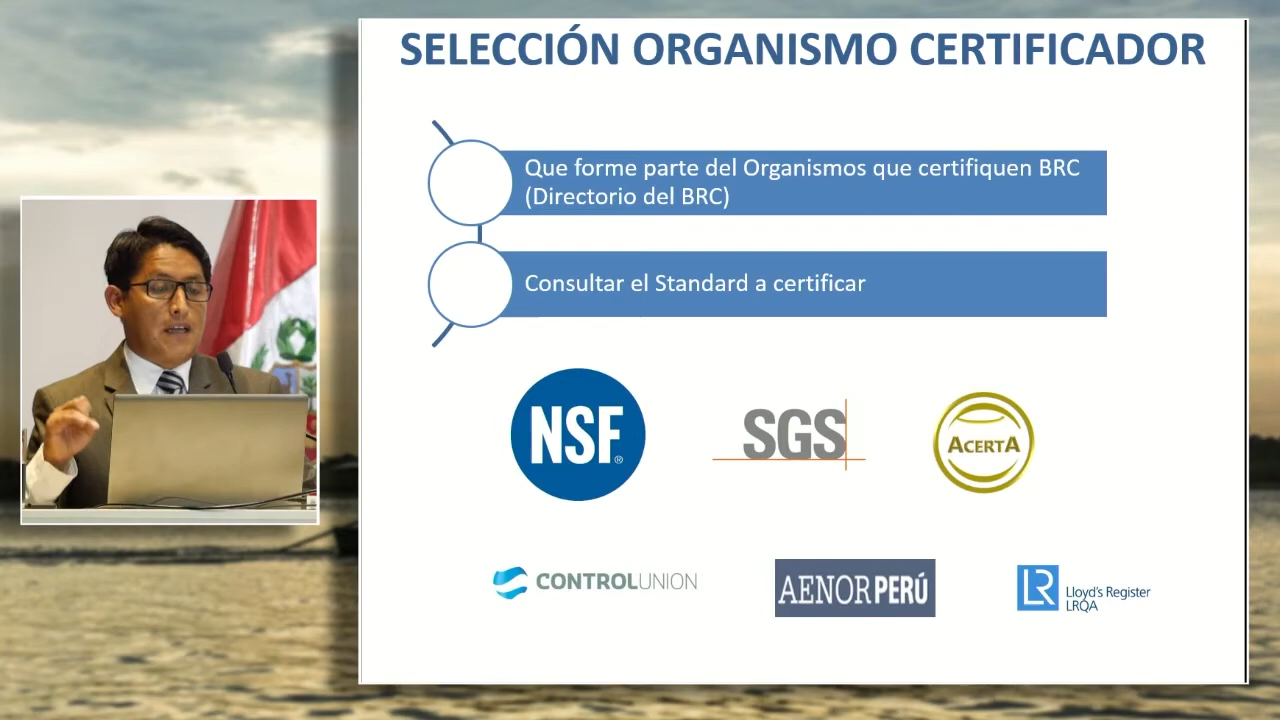 SELECCIÓN ORGANISMO CERTIFICADOR
Que forme parte del Organismos que certifiquen BRC
(Directorio del BRC)
Consultar el Standard a certificar
NSF®
SGS
ACERTA
CONTROLUNION
AENORPERÚ
LR
Lloyd's Register
LRQA